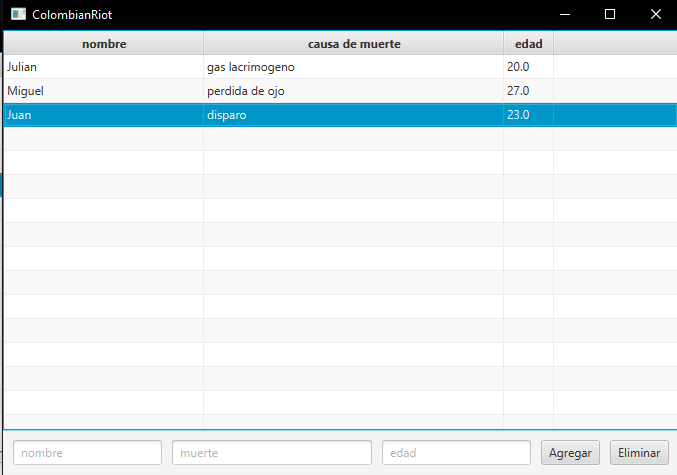 ColombianRiot
nombre causa de muerte edad
Julian gas lacrimogeno 20.0
Miguel perdida de ojo 27.0
Juan disparo 23.0
nombre muerte edad Agregar Eliminar